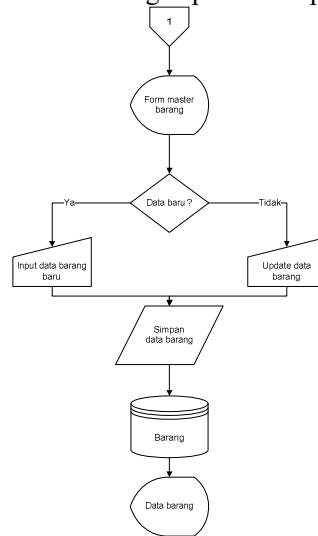 1
Form master
barang
Data baru ?
Ya
Tidak
Input data barang
baru
Update data
barang
Simpan
data barang
Barang
Data barang